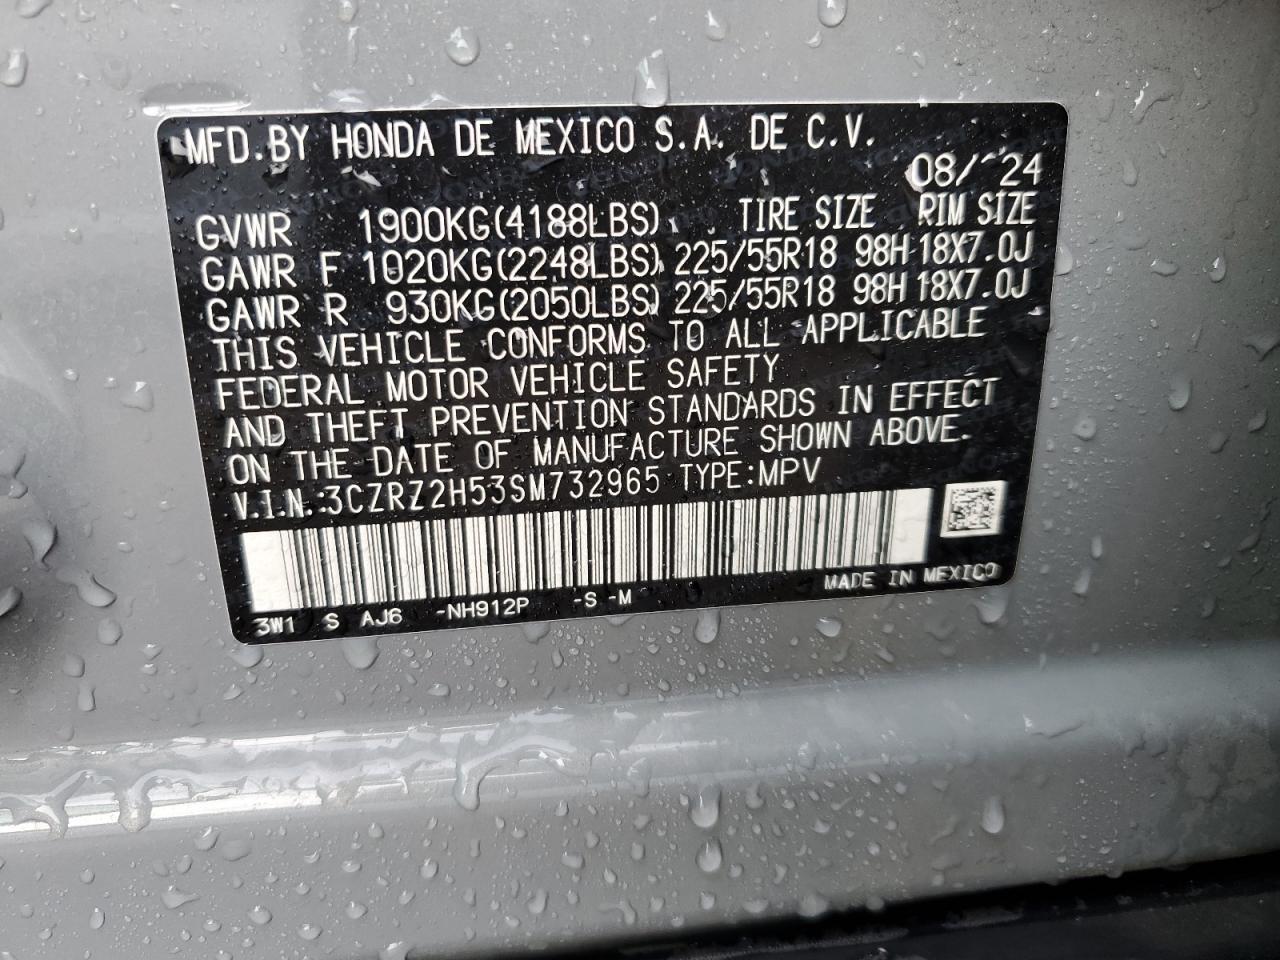 MFD. BY HONDA DE MEXICO S.A. DE C.V.
08/ 24
GVWR 1900KG(4188LBS) TIRE SIZE RIM SIZE
GAWR F 1020KG(2248LBS) 225/55R18 98H 18X7.0J
GAWR R 930KG(2050LBS) 225/55R18 98H 18X7.0J
THIS VEHICLE CONFORMS TO ALL APPLICABLE
FEDERAL MOTOR VEHICLE SAFETY
AND THEFT PREVENTION STANDARDS IN EFFECT
ON THE DATE OF MANUFACTURE SHOWN ABOVE.
V.I.N.:3CZRZ2H53SM732965 TYPE:MPV
MADE IN MEXICO
3W1 S AJ6 -NH912P -S -M